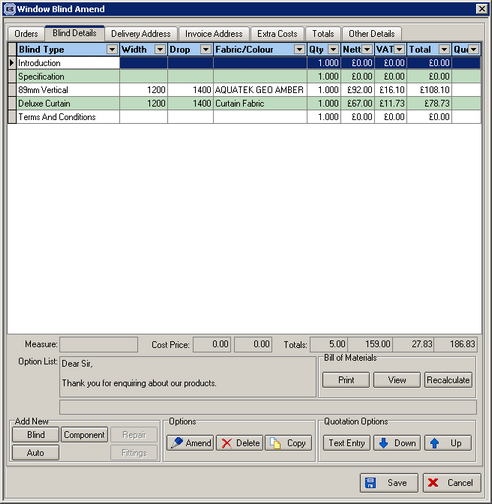 Window Blind Amend
Orders Blind Details Delivery Address Invoice Address Extra Costs Totals Other Details
Blind Type Width Drop Fabric/Colour Qty Nett VAT Total Quo
Introduction 1.000 £0.00 £0.00 £0.00
Specification 1.000 £0.00 £0.00 £0.00
89mm Vertical 1200 1400 AQUATEK GEO AMBER 1.000 £92.00 £16.10 £108.10
Deluxe Curtain 1200 1400 Curtain Fabric 1.000 £67.00 £11.73 £78.73
Terms And Conditions 1.000 £0.00 £0.00 £0.00
Measure: Cost Price: 0.00 0.00 Totals: 5.00 159.00 27.83 186.83
Option List: Dear Sir,
Thank you for enquiring about our products.
Bill of Materials
Print View Recalculate
Add New Options Quotation Options
Blind Component Repair Amend Delete Copy Text Entry Down Up
Auto Fittings
Save Cancel